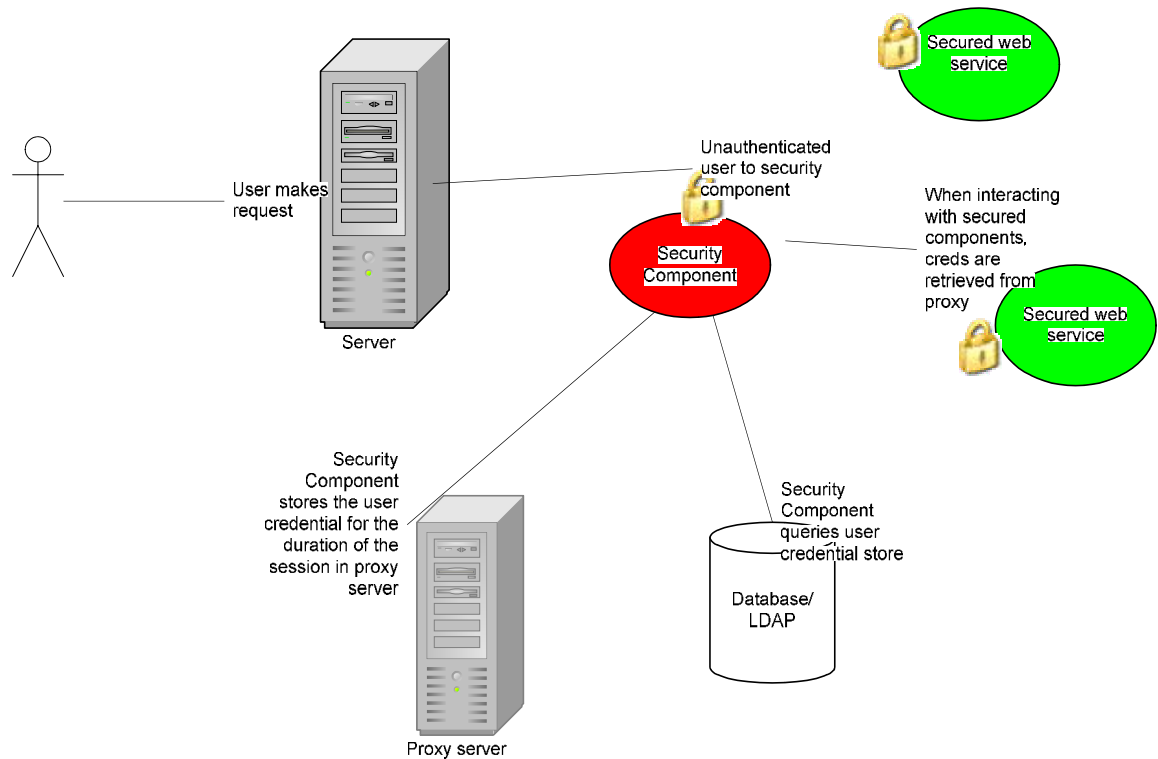 Secured web
service
Unauthenticated
user to security
component
User makes
request
When interacting
with secured
components,
creds are
retrieved from
proxy
Security
Component
Secured web
service
Server
Security
Component
stores the user
credential for the
duration of the
session in proxy
server
Security
Component
queries user
credential store
Database/
LDAP
Proxy server